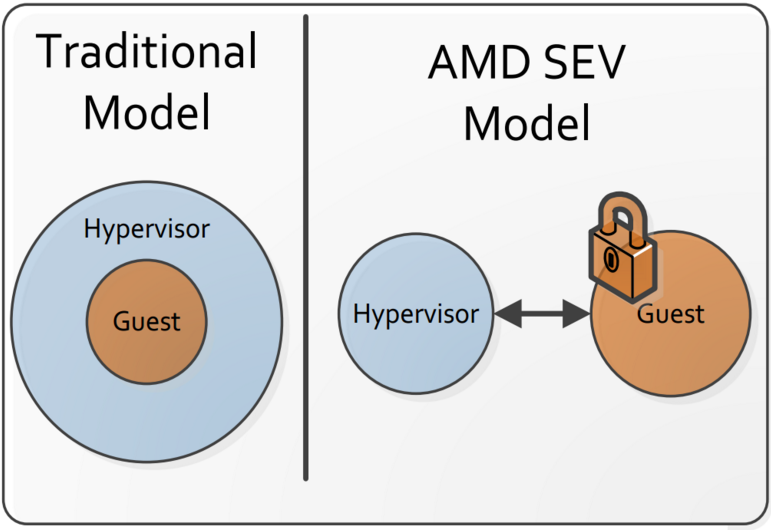 Traditional
Model
Hypervisor
Guest
AMD SEV
Model
Hypervisor
Guest